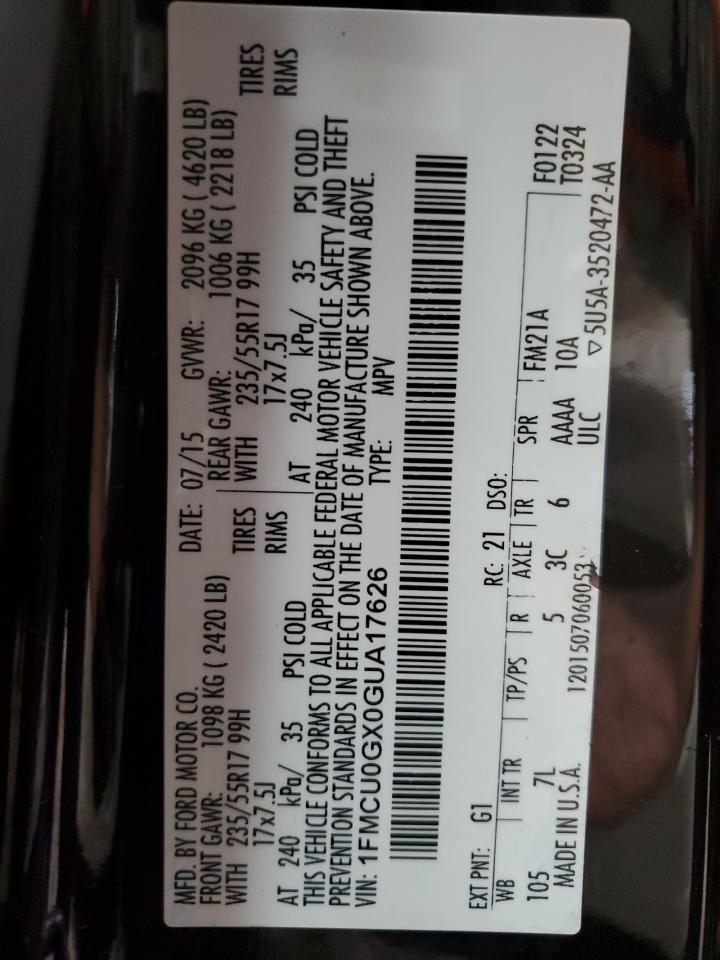 MFD. BY FORD MOTOR CO.
DATE: 07/15 GVWR: 2096 KG ( 4620 LB)
FRONT GAWR: 1098 KG ( 2420 LB) REAR GAWR: 1006 KG ( 2218 LB)
WITH 235/55R17 99H TIRES WITH 235/55R17 99H TIRES
17x7.5J RIMS 17x7.5J RIMS
AT 240 kPa/ 35 PSI COLD AT 240 kPa/ 35 PSI COLD
THIS VEHICLE CONFORMS TO ALL APPLICABLE FEDERAL MOTOR VEHICLE SAFETY AND THEFT
PREVENTION STANDARDS IN EFFECT ON THE DATE OF MANUFACTURE SHOWN ABOVE.
VIN: 1FMCU0GX0GUA17626 TYPE: MPV
EXT PNT: G1 RC: 21 DSO: F0122
WB INT TR TP/PS R AXLE TR SPR FM21A T0324
105 7L 5 3C 6 AAAA 10A
ULC
MADE IN U.S.A. 1201507060053 5U5A-3520472-AA